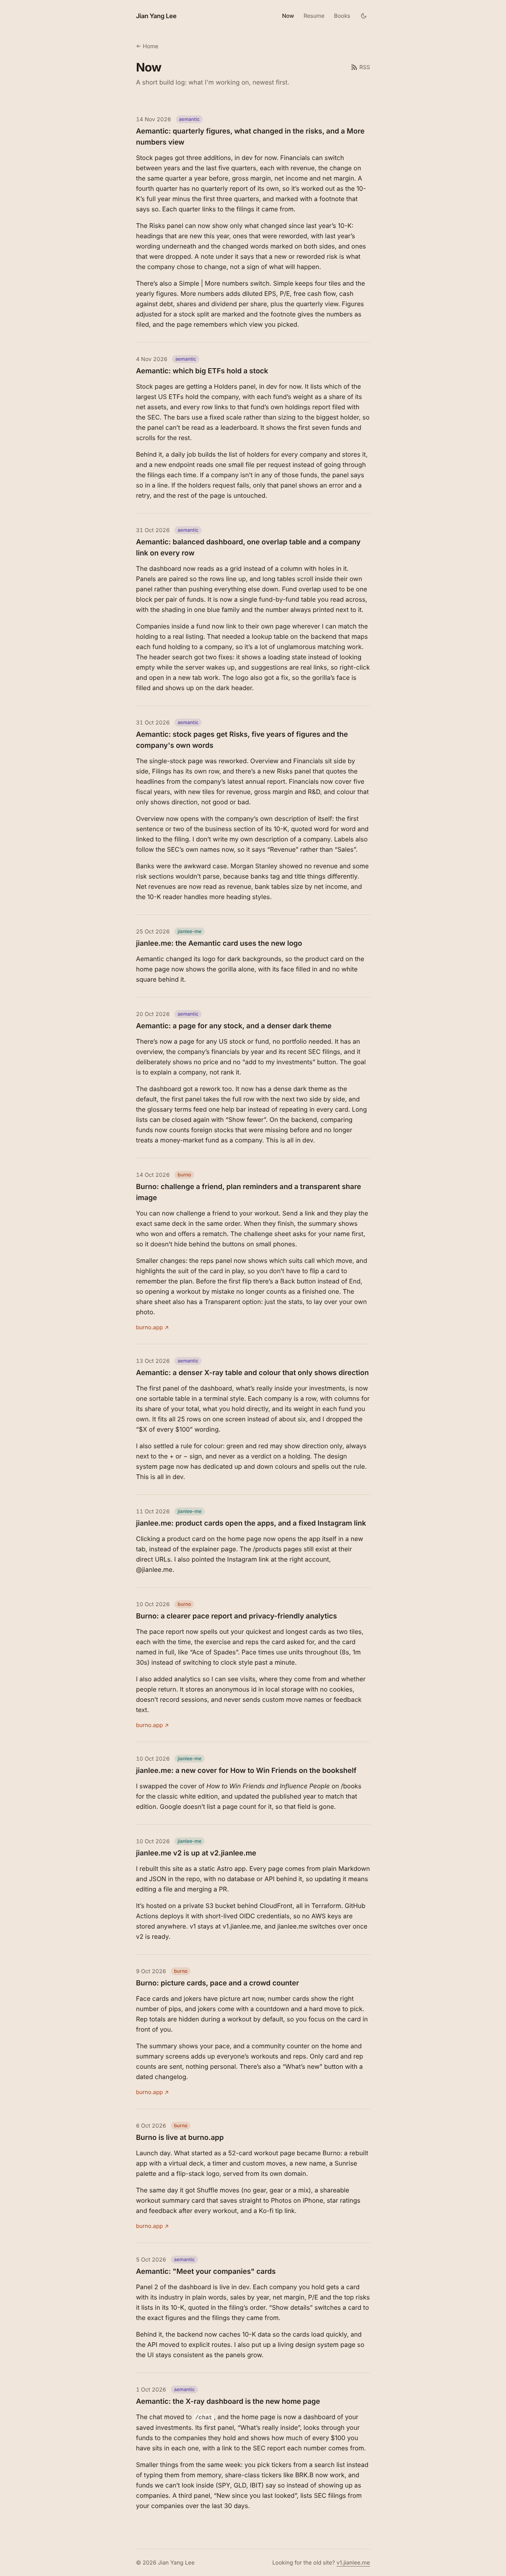 Jian Yang Lee
Now Resume Books
← Home
Now
RSS
A short build log: what I'm working on, newest first.
14 Nov 2026 aemantic
Aemantic: quarterly figures, what changed in the risks, and a More
numbers view
Stock pages got three additions, in dev for now. Financials can switch
between years and the last five quarters, each with revenue, the change on
the same quarter a year before, gross margin, net income and net margin. A
fourth quarter has no quarterly report of its own, so it's worked out as the 10-
K's full year minus the first three quarters, and marked with a footnote that
says so. Each quarter links to the filings it came from.
The Risks panel can now show only what changed since last year's 10-K:
headings that are new this year, ones that were reworded, with last year's
wording underneath and the changed words marked on both sides, and ones
that were dropped. A note under it says that a new or reworded risk is what
the company chose to change, not a sign of what will happen.
There's also a Simple | More numbers switch. Simple keeps four tiles and the
yearly figures. More numbers adds diluted EPS, P/E, free cash flow, cash
against debt, shares and dividend per share, plus the quarterly view. Figures
adjusted for a stock split are marked and the footnote gives the numbers as
filed, and the page remembers which view you picked.
4 Nov 2026 aemantic
Aemantic: which big ETFs hold a stock
Stock pages are getting a Holders panel, in dev for now. It lists which of the
largest US ETFs hold the company, with each fund's weight as a share of its
net assets, and every row links to that fund's own holdings report filed with
the SEC. The bars use a fixed scale rather than sizing to the biggest holder, so
the panel can't be read as a leaderboard. It shows the first seven funds and
scrolls for the rest.
Behind it, a daily job builds the list of holders for every company and stores it,
and a new endpoint reads one small file per request instead of going through
the filings each time. If a company isn't in any of those funds, the panel says
so in a line. If the holders request fails, only that panel shows an error and a
retry, and the rest of the page is untouched.
31 Oct 2026 aemantic
Aemantic: balanced dashboard, one overlap table and a company
link on every row
The dashboard now reads as a grid instead of a column with holes in it.
Panels are paired so the rows line up, and long tables scroll inside their own
panel rather than pushing everything else down. Fund overlap used to be one
block per pair of funds. It is now a single fund-by-fund table you read across,
with the shading in one blue family and the number always printed next to it.
Companies inside a fund now link to their own page wherever I can match the
holding to a real listing. That needed a lookup table on the backend that maps
each fund holding to a company, so it's a lot of unglamorous matching work.
The header search got two fixes: it shows a loading state instead of looking
empty while the server wakes up, and suggestions are real links, so right-click
and open in a new tab work. The logo also got a fix, so the gorilla's face is
filled and shows up on the dark header.
31 Oct 2026 aemantic
Aemantic: stock pages get Risks, five years of figures and the
company's own words
The single-stock page was reworked. Overview and Financials sit side by
side, Filings has its own row, and there's a new Risks panel that quotes the
headlines from the company's latest annual report. Financials now cover five
fiscal years, with new tiles for revenue, gross margin and R&D, and colour that
only shows direction, not good or bad.
Overview now opens with the company's own description of itself: the first
sentence or two of the business section of its 10-K, quoted word for word and
linked to the filing. I don't write my own description of a company. Labels also
follow the SEC's own names now, so it says “Revenue” rather than “Sales”.
Banks were the awkward case. Morgan Stanley showed no revenue and some
risk sections wouldn't parse, because banks tag and title things differently.
Net revenues are now read as revenue, bank tables size by net income, and
the 10-K reader handles more heading styles.
25 Oct 2026 jianlee-me
jianlee.me: the Aemantic card uses the new logo
Aemantic changed its logo for dark backgrounds, so the product card on the
home page now shows the gorilla alone, with its face filled in and no white
square behind it.
20 Oct 2026 aemantic
Aemantic: a page for any stock, and a denser dark theme
There's now a page for any US stock or fund, no portfolio needed. It has an
overview, the company's financials by year and its recent SEC filings, and it
deliberately shows no price and no “add to my investments” button. The goal
is to explain a company, not rank it.
The dashboard got a rework too. It now has a dense dark theme as the
default, the first panel takes the full row with the next two side by side, and
the glossary terms feed one help bar instead of repeating in every card. Long
lists can be closed again with “Show fewer”. On the backend, comparing
funds now counts foreign stocks that were missing before and no longer
treats a money-market fund as a company. This is all in dev.
14 Oct 2026 burno
Burno: challenge a friend, plan reminders and a transparent share
image
You can now challenge a friend to your workout. Send a link and they play the
exact same deck in the same order. When they finish, the summary shows
who won and offers a rematch. The challenge sheet asks for your name first,
so it doesn't hide behind the buttons on small phones.
Smaller changes: the reps panel now shows which suits call which move, and
highlights the suit of the card in play, so you don't have to flip a card to
remember the plan. Before the first flip there's a Back button instead of End,
so opening a workout by mistake no longer counts as a finished one. The
share sheet also has a Transparent option: just the stats, to lay over your own
photo.
burno.app ↗
13 Oct 2026 aemantic
Aemantic: a denser X-ray table and colour that only shows direction
The first panel of the dashboard, what's really inside your investments, is now
one sortable table in a terminal style. Each company is a row, with columns for
its share of your total, what you hold directly, and its weight in each fund you
own. It fits all 25 rows on one screen instead of about six, and I dropped the
“$X of every $100” wording.
I also settled a rule for colour: green and red may show direction only, always
next to the + or − sign, and never as a verdict on a holding. The design
system page now has dedicated up and down colours and spells out the rule.
This is all in dev.
11 Oct 2026 jianlee-me
jianlee.me: product cards open the apps, and a fixed Instagram link
Clicking a product card on the home page now opens the app itself in a new
tab, instead of the explainer page. The /products pages still exist at their
direct URLs. I also pointed the Instagram link at the right account,
@jianlee.me.
10 Oct 2026 burno
Burno: a clearer pace report and privacy-friendly analytics
The pace report now spells out your quickest and longest cards as two tiles,
each with the time, the exercise and reps the card asked for, and the card
named in full, like “Ace of Spades”. Pace times use units throughout (8s, 1m
30s) instead of switching to clock style past a minute.
I also added analytics so I can see visits, where they come from and whether
people return. It stores an anonymous id in local storage with no cookies,
doesn't record sessions, and never sends custom move names or feedback
text.
burno.app ↗
10 Oct 2026 jianlee-me
jianlee.me: a new cover for How to Win Friends on the bookshelf
I swapped the cover of How to Win Friends and Influence People on /books
for the classic white edition, and updated the published year to match that
edition. Google doesn't list a page count for it, so that field is gone.
10 Oct 2026 jianlee-me
jianlee.me v2 is up at v2.jianlee.me
I rebuilt this site as a static Astro app. Every page comes from plain Markdown
and JSON in the repo, with no database or API behind it, so updating it means
editing a file and merging a PR.
It's hosted on a private S3 bucket behind CloudFront, all in Terraform. GitHub
Actions deploys it with short-lived OIDC credentials, so no AWS keys are
stored anywhere. v1 stays at v1.jianlee.me, and jianlee.me switches over once
v2 is ready.
9 Oct 2026 burno
Burno: picture cards, pace and a crowd counter
Face cards and jokers have picture art now, number cards show the right
number of pips, and jokers come with a countdown and a hard move to pick.
Rep totals are hidden during a workout by default, so you focus on the card in
front of you.
The summary shows your pace, and a community counter on the home and
summary screens adds up everyone's workouts and reps. Only card and rep
counts are sent, nothing personal. There's also a “What's new” button with a
dated changelog.
burno.app ↗
6 Oct 2026 burno
Burno is live at burno.app
Launch day. What started as a 52-card workout page became Burno: a rebuilt
app with a virtual deck, a timer and custom moves, a new name, a Sunrise
palette and a flip-stack logo, served from its own domain.
The same day it got Shuffle moves (no gear, gear or a mix), a shareable
workout summary card that saves straight to Photos on iPhone, star ratings
and feedback after every workout, and a Ko-fi tip link.
burno.app ↗
5 Oct 2026 aemantic
Aemantic: "Meet your companies" cards
Panel 2 of the dashboard is live in dev. Each company you hold gets a card
with its industry in plain words, sales by year, net margin, P/E and the top risks
it lists in its 10-K, quoted in the filing's order. “Show details” switches a card to
the exact figures and the filings they came from.
Behind it, the backend now caches 10-K data so the cards load quickly, and
the API moved to explicit routes. I also put up a living design system page so
the UI stays consistent as the panels grow.
1 Oct 2026 aemantic
Aemantic: the X-ray dashboard is the new home page
The chat moved to /chat, and the home page is now a dashboard of your
saved investments. Its first panel, “What's really inside”, looks through your
funds to the companies they hold and shows how much of every $100 you
have sits in each one, with a link to the SEC report each number comes from.
Smaller things from the same week: you pick tickers from a search list instead
of typing them from memory, share-class tickers like BRK.B now work, and
funds we can't look inside (SPY, GLD, IBIT) say so instead of showing up as
companies. A third panel, “New since you last looked”, lists SEC filings from
your companies over the last 30 days.
© 2026 Jian Yang Lee
Looking for the old site? v1.jianlee.me